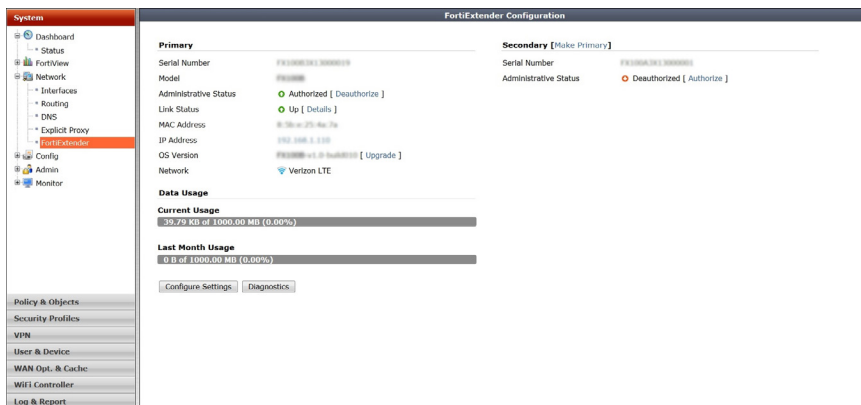 FortiExtender Configuration
System
Dashboard
Status
FortiView
Network
Interfaces
Routing
DNS
Explicit Proxy
FortiExtender
Config
Admin
Monitor
Policy & Objects
Security Profiles
VPN
User & Device
WAN Opt. & Cache
WiFi Controller
Log & Report
Primary
Serial Number
Model
Administrative Status Authorized [ Deauthorize ]
Link Status Up [ Details ]
MAC Address
IP Address 192.168.1.110
OS Version [ Upgrade ]
Network Verizon LTE
Data Usage
Current Usage
39.79 KB of 1000.00 MB (0.00%)
Last Month Usage
0 B of 1000.00 MB (0.00%)
Configure Settings Diagnostics
Secondary [Make Primary]
Serial Number
Administrative Status Deauthorized [ Authorize ]